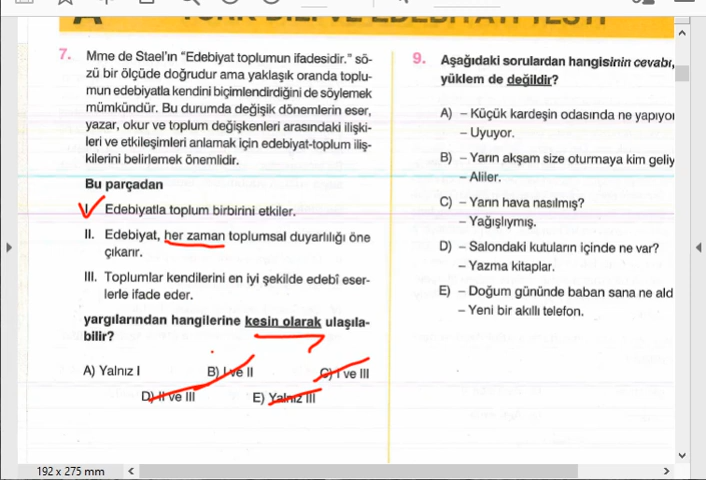 7. Mme de Stael'ın "Edebiyat toplumun ifadesidir." sö-
zü bir ölçüde doğrudur ama yaklaşık oranda toplu-
mun edebiyatla kendini biçimlendirdiğini de söylemek
mümkündür. Bu durumda değişik dönemlerin eser,
yazar, okur ve toplum değişkenleri arasındaki ilişki-
leri ve etkileşimleri anlamak için edebiyat-toplum iliş-
kilerini belirlemek önemlidir.
Bu parçadan
I. Edebiyatla toplum birbirini etkiler.
II. Edebiyat, her zaman toplumsal duyarlılığı öne
çıkarır.
III. Toplumlar kendilerini en iyi şekilde edebî eser-
lerle ifade eder.
yargılarından hangilerine kesin olarak ulaşıla-
bilir?
A) Yalnız I B) I ve II C) I ve III
D) II ve III E) Yalnız III
9. Aşağıdaki sorulardan hangisinin cevabı,
yüklem de değildir?
A) – Küçük kardeşin odasında ne yapıyor
– Uyuyor.
B) – Yarın akşam size oturmaya kim geliy
– Aliler.
C) – Yarın hava nasılmış?
– Yağışlıymış.
D) – Salondaki kutuların içinde ne var?
– Yazma kitaplar.
E) – Doğum gününde baban sana ne ald
– Yeni bir akıllı telefon.
192 x 275 mm